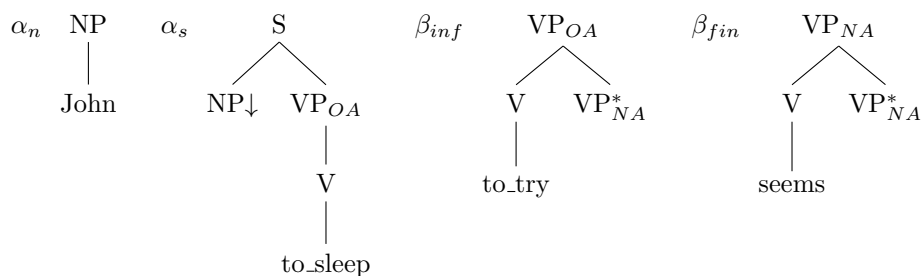 α_n NP α_s S β_inf VP_OA β_fin VP_NA
John NP↓ VP_OA V VP*_NA V VP*_NA
V to_try seems
to_sleep